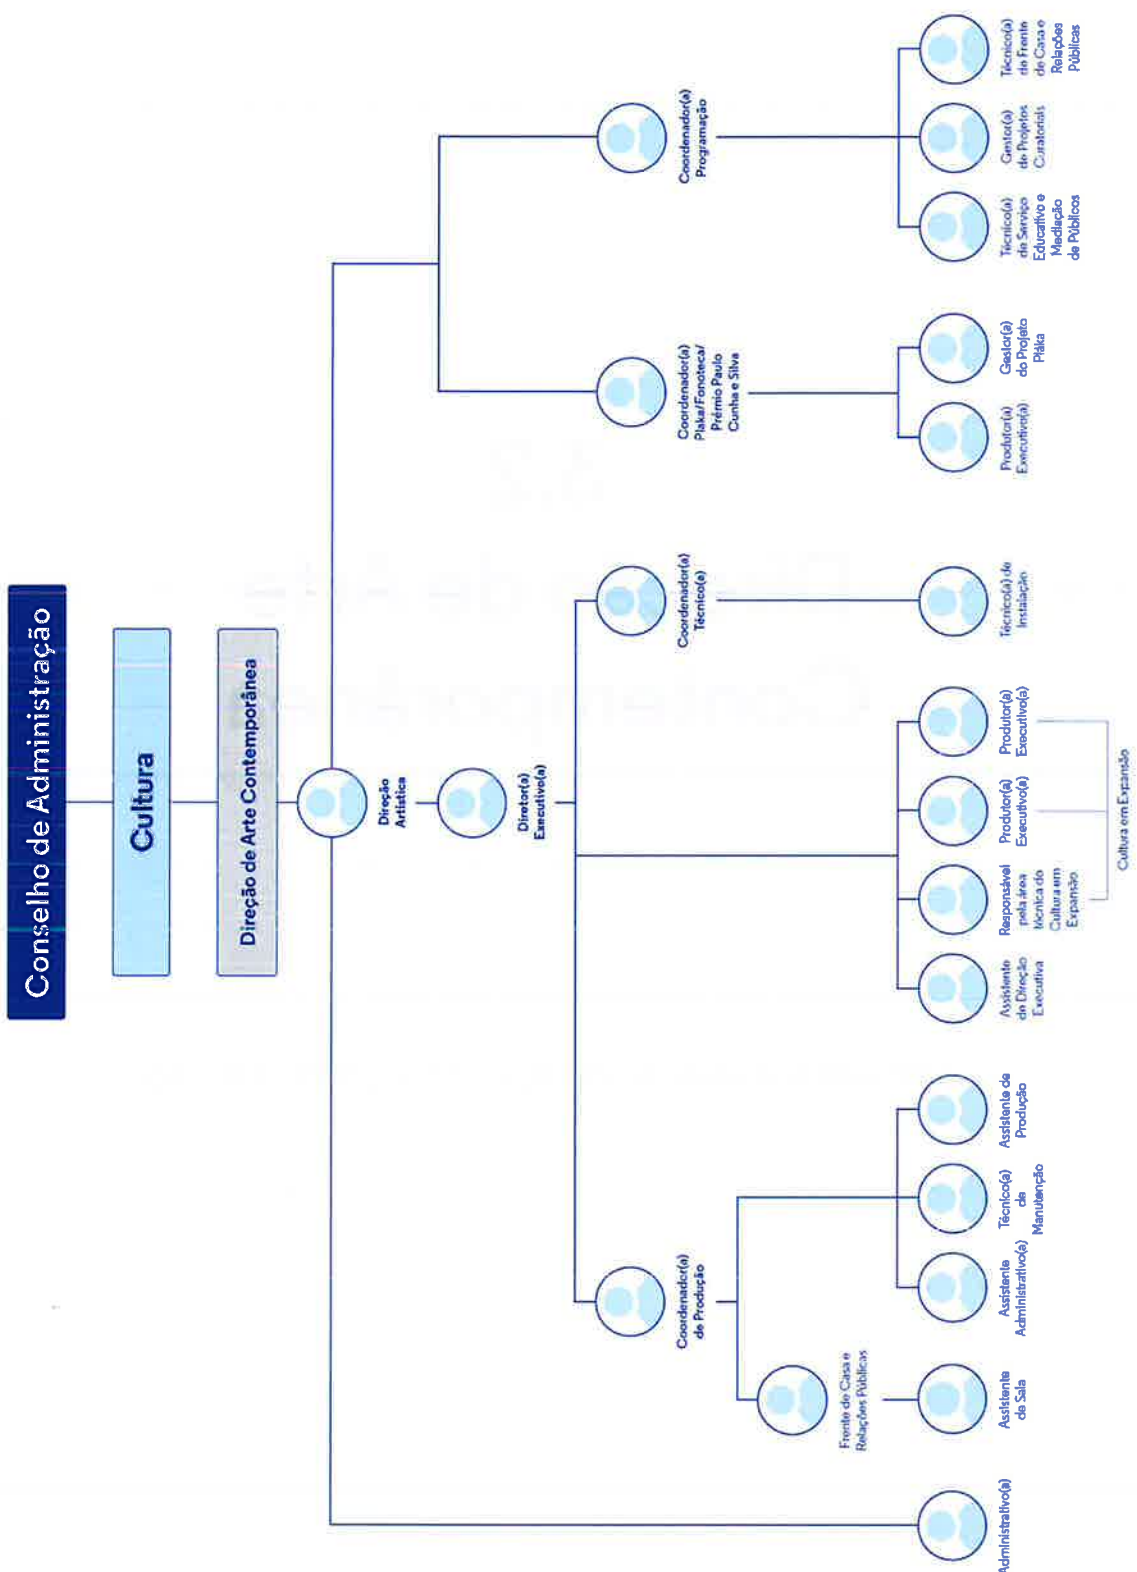 Conselho de Administração
Cultura
Direção de Arte Contemporânea
Direção
Artística
Diretor(a)
Executivo(a)
Coordenador(a)
de Produção
Coordenador(a)
Técnico(a)
Coordenador(a)
Plaka/Fonoteca/
Prémio Paulo
Cunha e Silva
Coordenador(a)
Programação
Frente de Casa e
Relações Públicas
Administrativo(a)
Assistente
de Sala
Assistente
Administrativo(a)
Técnico(a)
de
Manutenção
Assistente de
Produção
Assistente
de Direção
Executiva
Responsável
pela área
técnica do
Cultura em
Expansão
Produtor(a)
Executivo(a)
Produtor(a)
Executivo(a)
Técnico(a) de
Instalação
Produtor(a)
Executivo(a)
Gestor(a)
do Projeto
Pláka
Técnico(a)
de Serviço
Educativo e
Mediação
de Públicos
Gestor(a)
de Projetos
Curatoriais
Técnico(a)
de Frente
de Casa e
Relações
Públicas
Cultura em Expansão